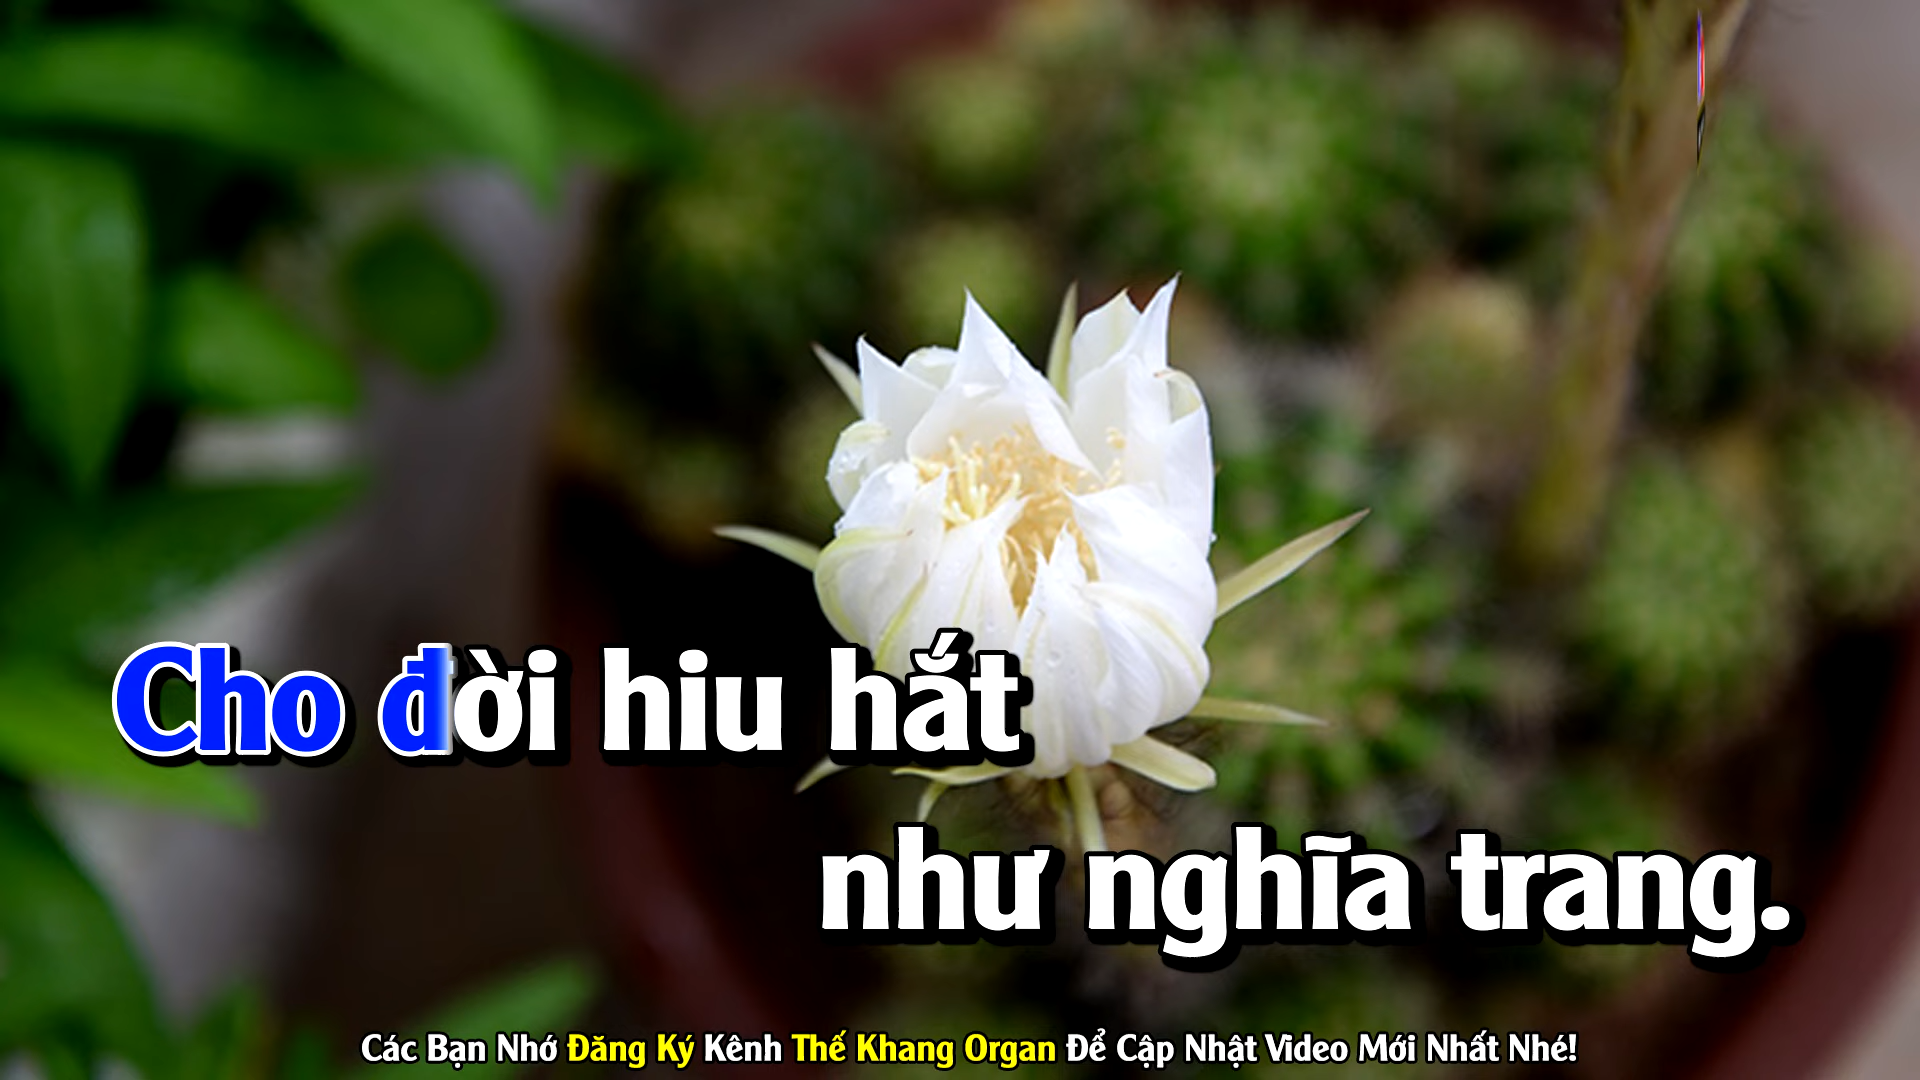 Cho đời hiu hắt
như nghĩa trang.
Các Bạn Nhớ Đăng Ký Kênh Thế Khang Organ Để Cập Nhật Video Mới Nhất Nhé!